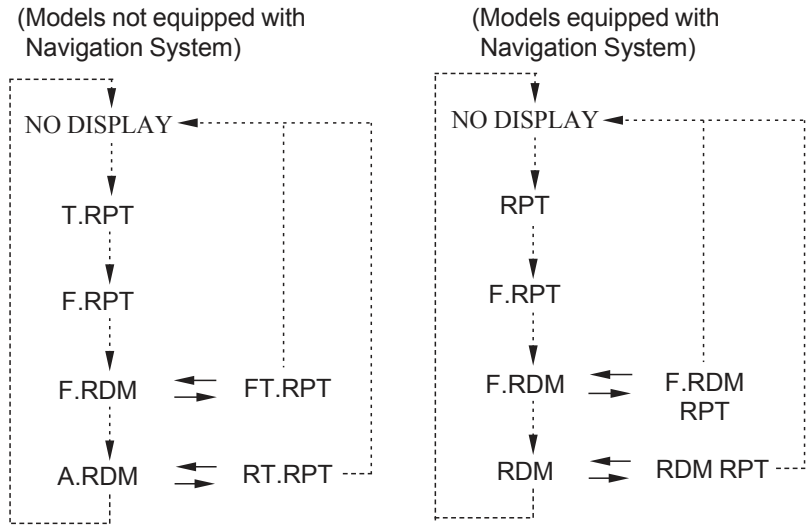 (Models not equipped with
Navigation System)
NO DISPLAY
T.RPT
F.RPT
F.RDM
FT.RPT
A.RDM
RT.RPT
(Models equipped with
Navigation System)
NO DISPLAY
RPT
F.RPT
F.RDM
F.RDM
RPT
RDM
RDM RPT